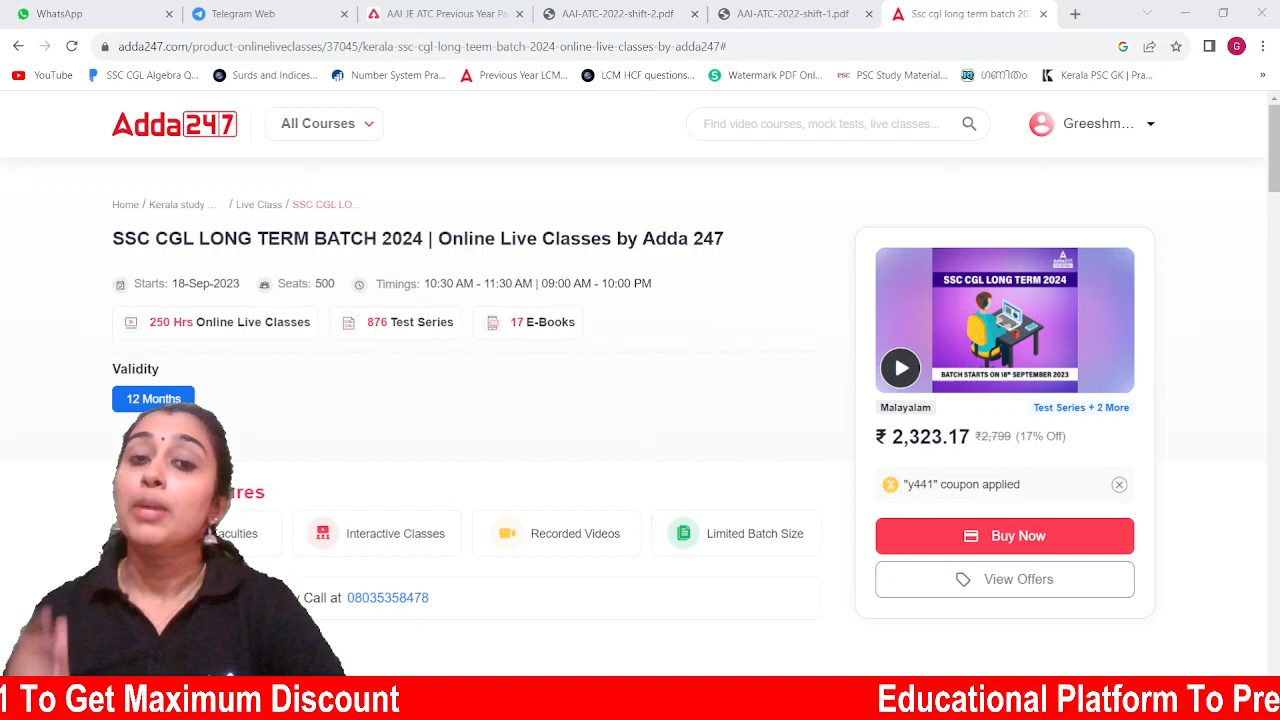 WhatsApp
Telegram Web
AAI JE ATC Previous Year Pa
AAI-ATC-2022-shift-2.pdf
AAI-ATC-2022-shift-1.pdf
Ssc cgl long term batch 202
adda247.com/product-onlineliveclasses/37045/kerala-ssc-cgl-long-teem-batch-2024-online-live-classes-by-adda247#
G
YouTube
SSC CGL Algebra Q...
Surds and Indices...
Number System Pra...
Previous Year LCM...
LCM HCF questions...
Watermark PDF Onl...
PSC Study Material...
ഗണിതം
Kerala PSC GK | Pra...
Adda247
All Courses
Find video courses, mock tests, live classes...
Greeshm...
Home / Kerala study ... / Live Class / SSC CGL LO...
SSC CGL LONG TERM BATCH 2024 | Online Live Classes by Adda 247
Starts: 18-Sep-2023 Seats: 500 Timings: 10:30 AM - 11:30 AM | 09:00 AM - 10:00 PM
250 Hrs Online Live Classes
876 Test Series
17 E-Books
Validity
12 Months
SSC CGL LONG TERM 2024
BATCH STARTS ON 18th SEPTEMBER 2023
Malayalam
Test Series + 2 More
₹ 2,323.17 ₹2,799 (17% Off)
"y441" coupon applied
Buy Now
View Offers
ires
culties
Interactive Classes
Recorded Videos
Limited Batch Size
Call at 08035358478
1 To Get Maximum Discount
Educational Platform To Pre